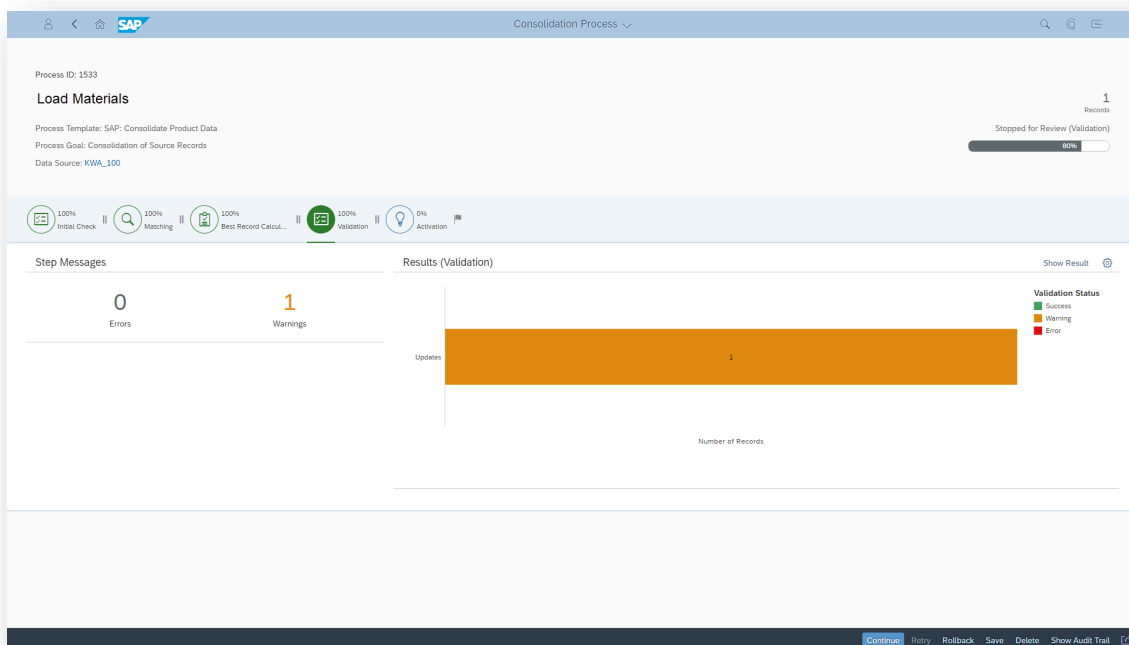 SAP
Consolidation Process
Process ID: 1533
Load Materials
1
Records
Process Template: SAP: Consolidate Product Data
Stopped for Review (Validation)
Process Goal: Consolidation of Source Records
80%
Data Source: KWA_100
100%
Initial Check
100%
Matching
100%
Best Record Calcul...
100%
Validation
0%
Activation
Step Messages
Results (Validation)
Show Result
0
Errors
1
Warnings
Validation Status
Success
Warning
Error
Updates
1
Number of Records
Continue Retry Rollback Save Delete Show Audit Trail